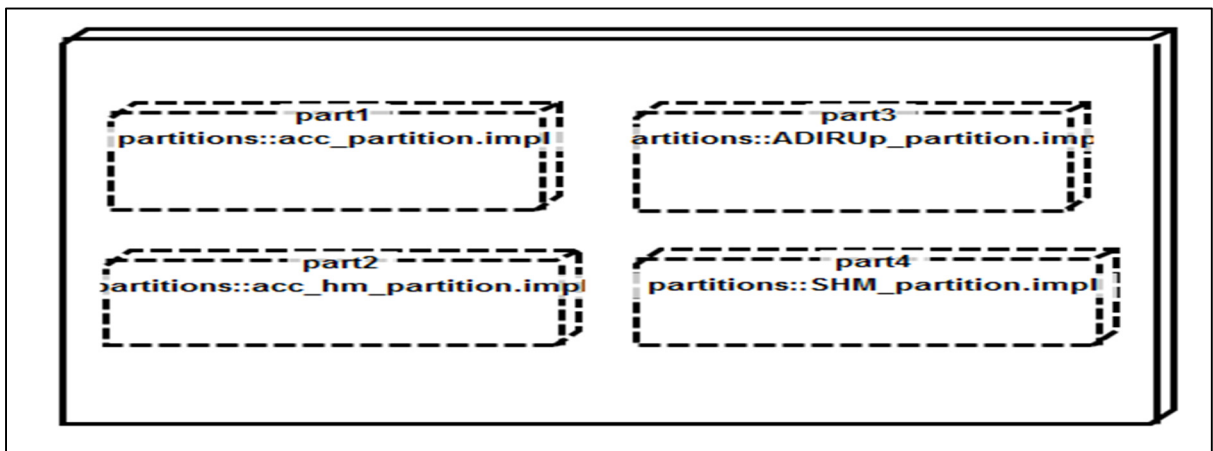 part1
partitions::acc_partition.impl
part3
artitions::ADIRUp_partition.imp
part2
partitions::acc_hm_partition.impl
part4
partitions::SHM_partition.impl